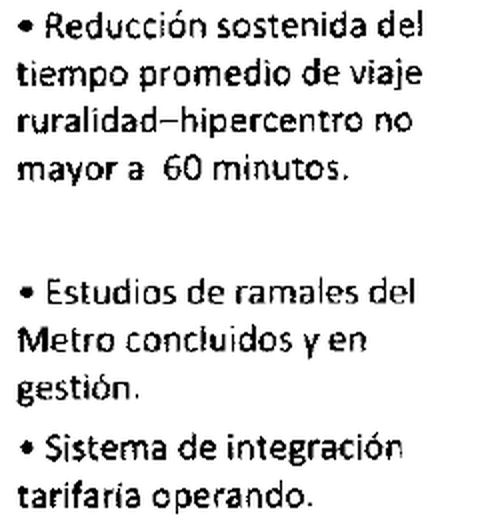 • Reducción sostenida del
tiempo promedio de viaje
ruralidad–hipercentro no
mayor a 60 minutos.
• Estudios de ramales del
Metro concluidos y en
gestión.
• Sistema de integración
tarifaria operando.